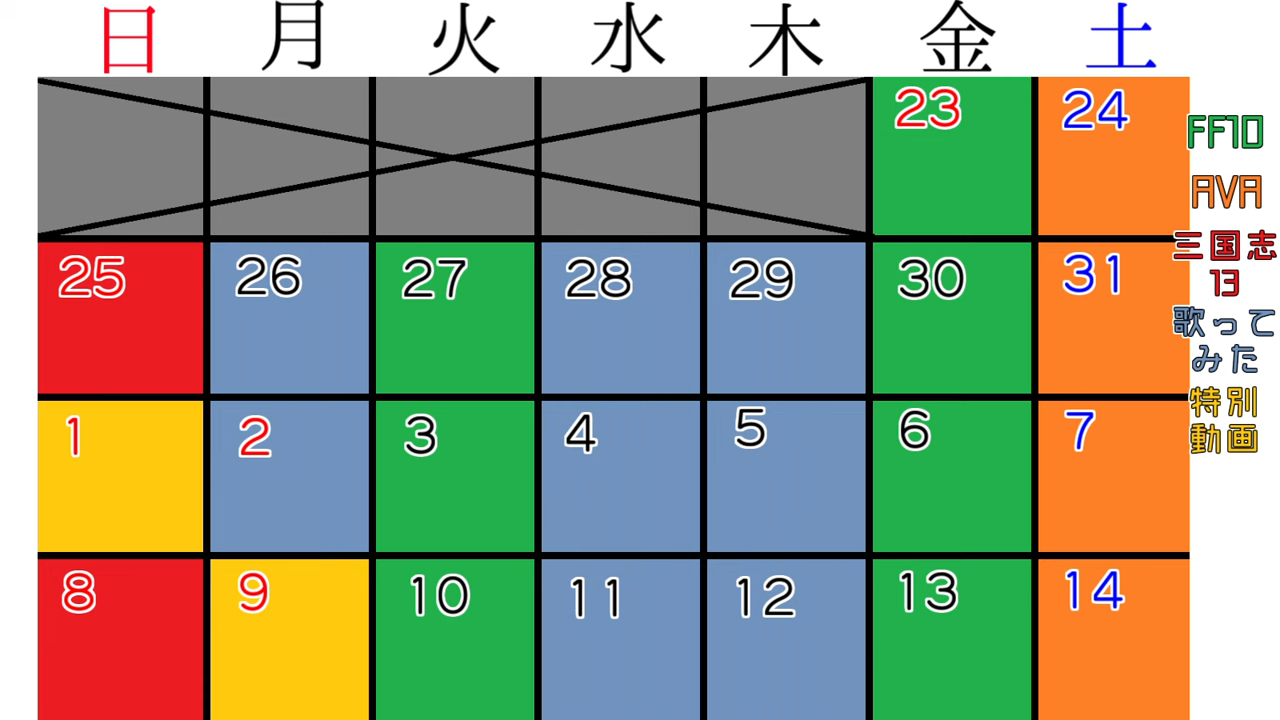 日 月 火 水 木 金 土
23 24
25 26 27 28 29 30 31
1 2 3 4 5 6 7
8 9 10 11 12 13 14
FF10
AVA
三国志
13
歌って
みた
特別
動画